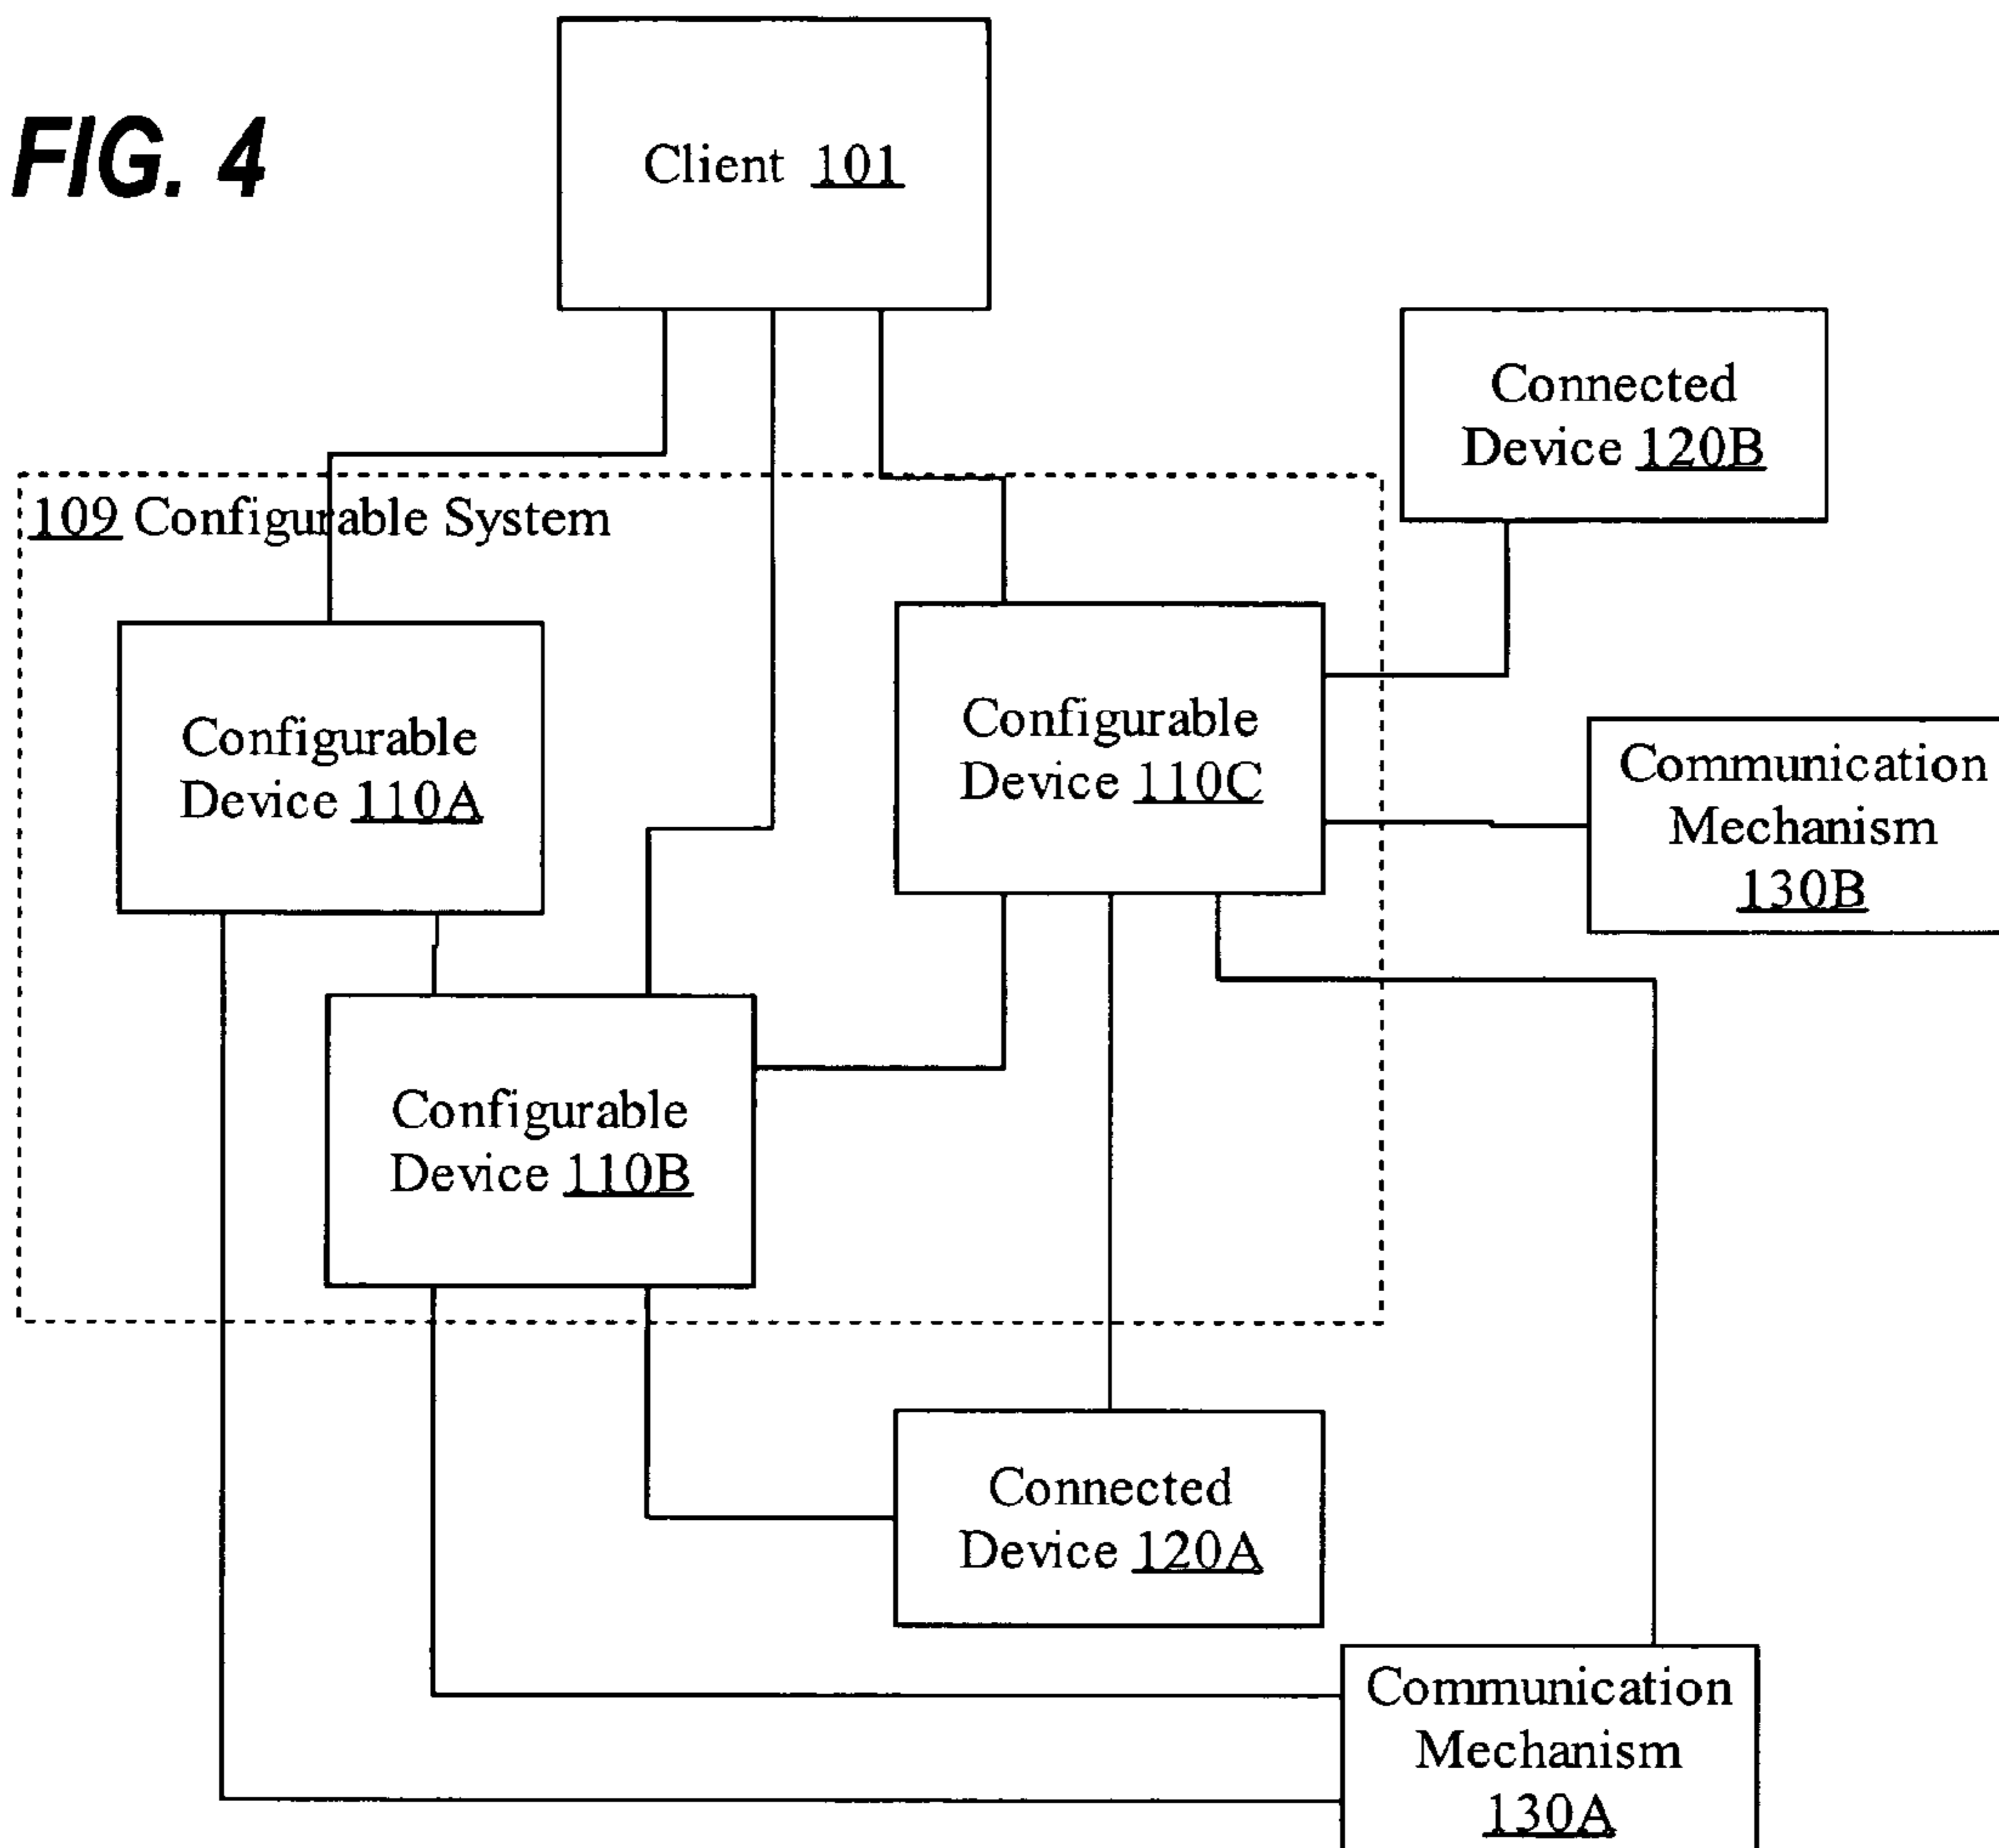 FIG. 4
Client 101
Connected
Device 120B
109 Configurable System
Configurable
Device 110A
Configurable
Device 110C
Communication
Mechanism
130B
Configurable
Device 110B
Connected
Device 120A
Communication
Mechanism
130A